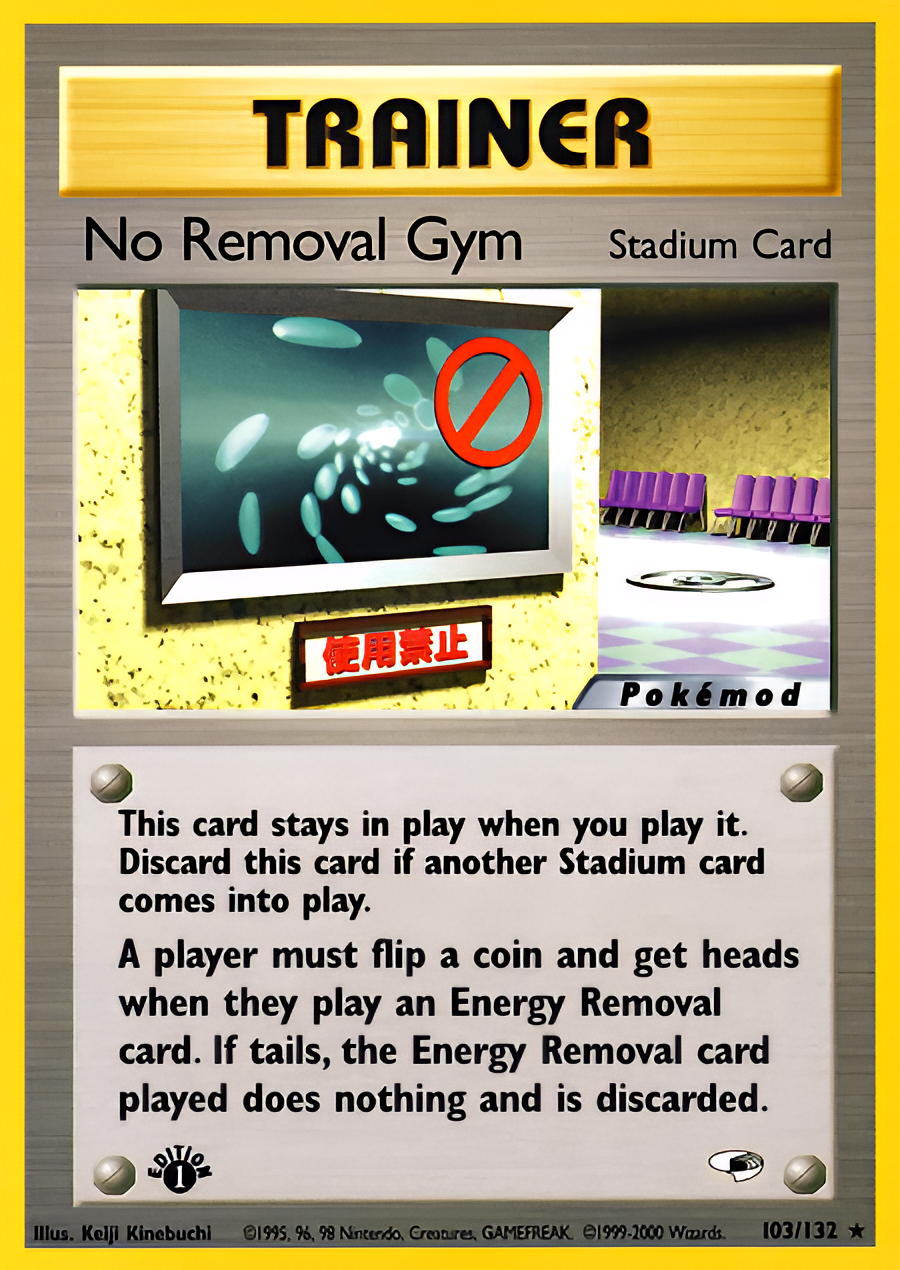 TRAINER
No Removal Gym
Stadium Card
使用禁止
Pokémod
This card stays in play when you play it.
Discard this card if another Stadium card
comes into play.
A player must flip a coin and get heads
when they play an Energy Removal
card. If tails, the Energy Removal card
played does nothing and is discarded.
EDITION
1
Illus. Keiji Kinebuchi
©1995, 96, 98 Nintendo, Creatures, GAMEFREAK. ©1999-2000 Wizards.
103/132 ★